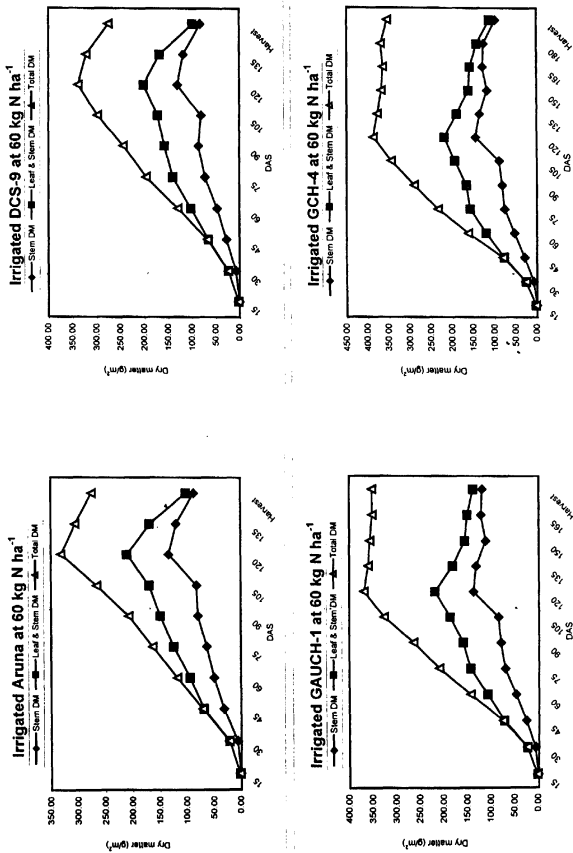 Irrigated Aruna at 60 kg N ha⁻¹
Stem DM Leaf & Stem DM Total DM
350.00
300.00
250.00
200.00
150.00
100.00
50.00
0.00
Dry matter (g/m²)
15 30 45 60 75 90 105 120 135 Harvest
DAS
Irrigated DCS-9 at 60 kg N ha⁻¹
Stem DM Leaf & Stem DM Total DM
400.00
350.00
300.00
250.00
200.00
150.00
100.00
50.00
0.00
Dry matter (g/m²)
15 30 45 60 75 90 105 120 135 Harvest
DAS
Irrigated GAUCH-1 at 60 kg N ha⁻¹
Stem DM Leaf & Stem DM Total DM
400.00
350.00
300.00
250.00
200.00
150.00
100.00
50.00
0.00
Dry matter (g/m²)
15 30 45 60 75 90 105 120 135 150 165 Harvest
DAS
Irrigated GCH-4 at 60 kg N ha⁻¹
Stem DM Leaf & Stem DM Total DM
450.00
400.00
350.00
300.00
250.00
200.00
150.00
100.00
50.00
0.00
Dry matter (g/m²)
15 30 45 60 75 90 105 120 135 150 180 Harvest
DAS